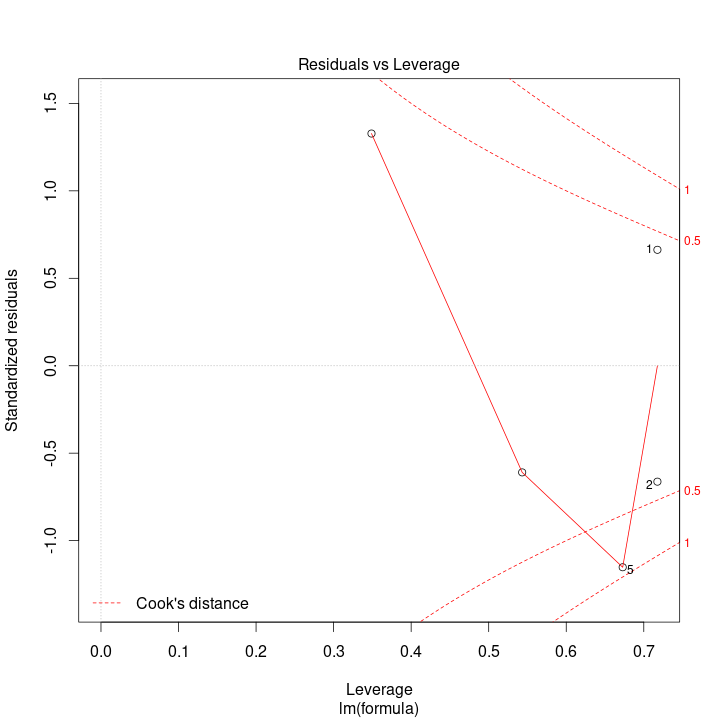 Residuals vs Leverage
Standardized residuals
1.5
1.0
0.5
0.0
-0.5
-1.0
1
0.5
0.5
1
1
2
5
Cook's distance
0.0 0.1 0.2 0.3 0.4 0.5 0.6 0.7
Leverage
lm(formula)